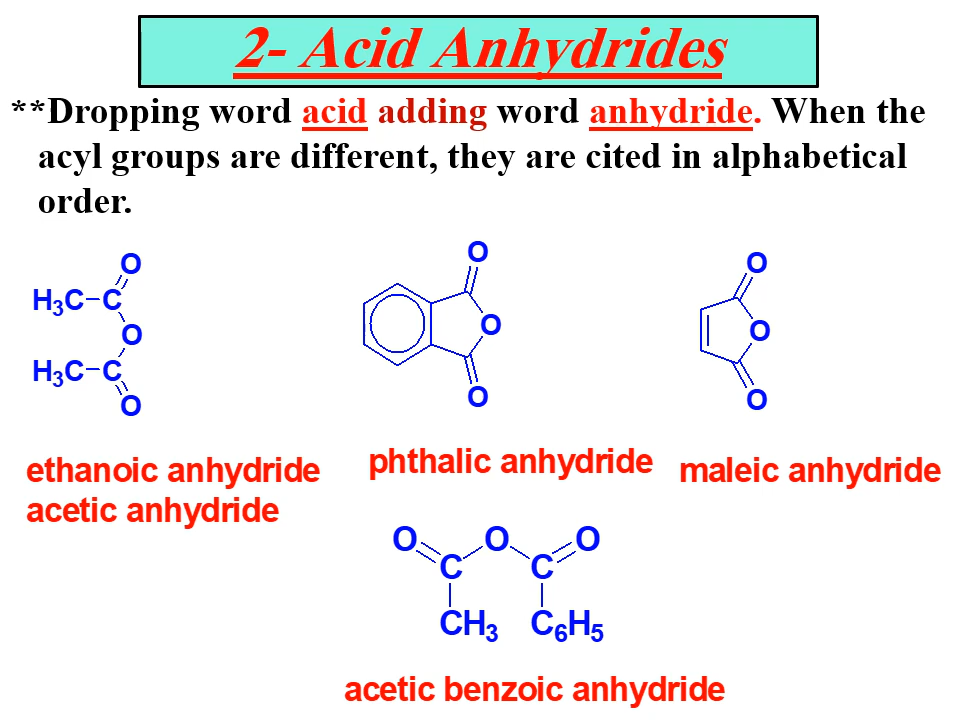 2- Acid Anhydrides
**Dropping word acid adding word anhydride. When the
acyl groups are different, they are cited in alphabetical
order.
O
H3C-C
O
H3C-C
O
O
O
O
O
O
O
ethanoic anhydride
acetic anhydride
phthalic anhydride
maleic anhydride
O O O
C C
CH3 C6H5
acetic benzoic anhydride